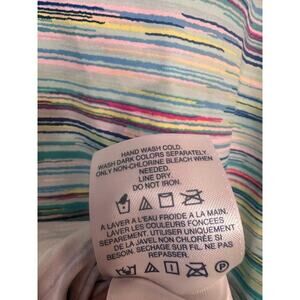 HAND WASH COLD.
WASH DARK COLORS SEPARATELY.
ONLY NON-CHLORINE BLEACH WHEN
NEEDED.
LINE DRY.
DO NOT IRON.
A LAVER A L'EAU FROIDE A LA MAIN.
LAVER LES COULEURS FONCEES
SEPAREMENT. UTILISER UNIQUEMENT
DE LA JAVEL NON CHLORÉE SI
BESOIN. SECHAGE SUR FIL. NE PAS
REPASSER.